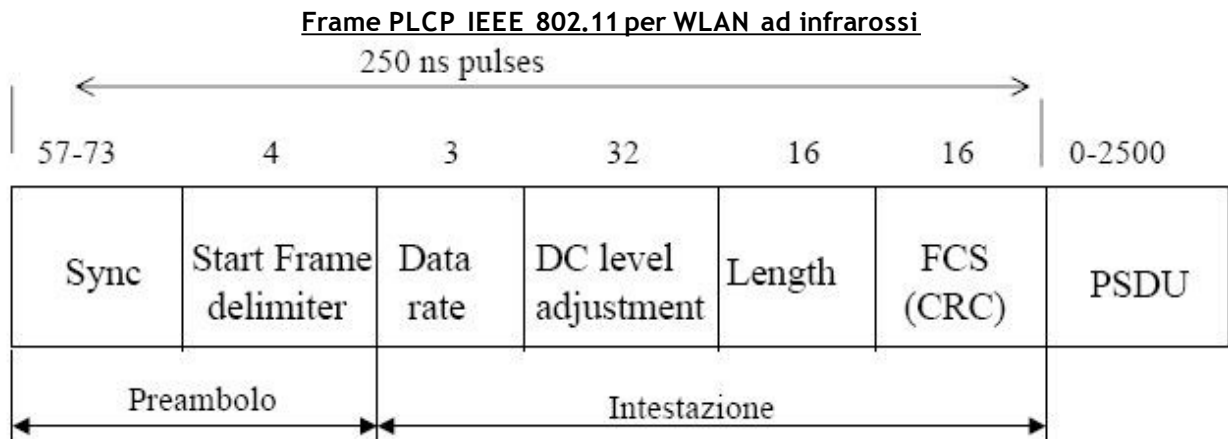 Frame PLCP IEEE 802.11 per WLAN ad infrarossi
250 ns pulses
57-73 4 3 32 16 16 0-2500
Sync
Start Frame
delimiter
Data
rate
DC level
adjustment
Length
FCS
(CRC)
PSDU
Preambolo
Intestazione